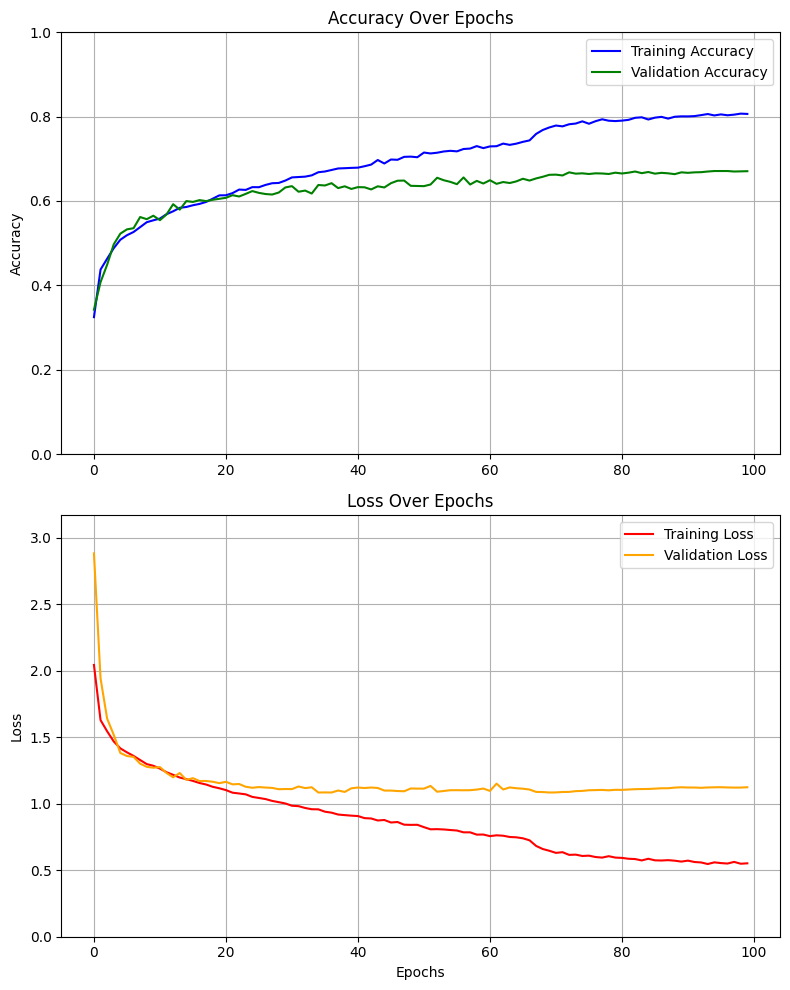 Accuracy Over Epochs
1.0
0.8
0.6
0.4
0.2
0.0
Accuracy
Training Accuracy
Validation Accuracy
0 20 40 60 80 100
Loss Over Epochs
3.0
2.5
2.0
1.5
1.0
0.5
0.0
Loss
Training Loss
Validation Loss
0 20 40 60 80 100
Epochs